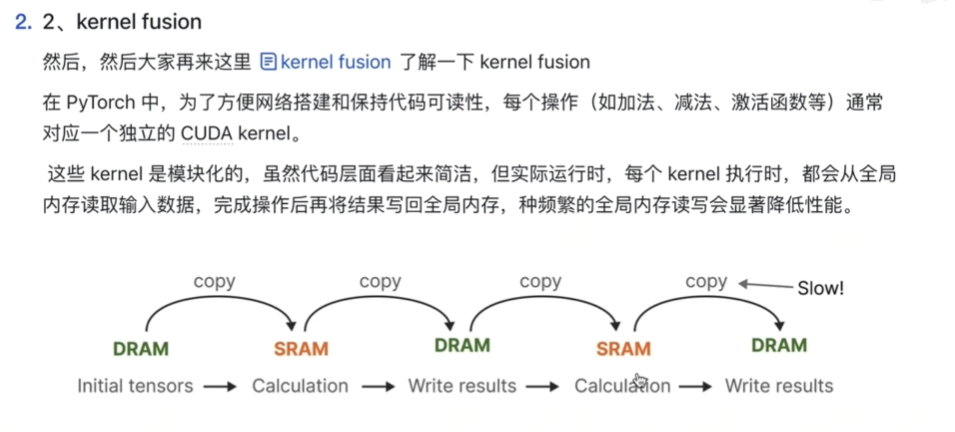 2. 2、kernel fusion
然后，然后大家再来这里 kernel fusion 了解一下 kernel fusion
在 PyTorch 中，为了方便网络搭建和保持代码可读性，每个操作（如加法、减法、激活函数等）通常
对应一个独立的 CUDA kernel。
这些 kernel 是模块化的，虽然代码层面看起来简洁，但实际运行时，每个 kernel 执行时，都会从全局
内存读取输入数据，完成操作后再将结果写回全局内存，种频繁的全局内存读写会显著降低性能。
copy copy copy copy Slow!
DRAM SRAM DRAM SRAM DRAM
Initial tensors Calculation Write results Calculation Write results